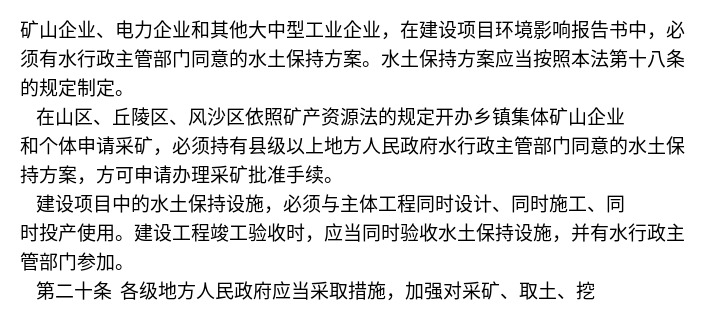 矿山企业、电力企业和其他大中型工业企业，在建设项目环境影响报告书中，必
须有水行政主管部门同意的水土保持方案。水土保持方案应当按照本法第十八条
的规定制定。
在山区、丘陵区、风沙区依照矿产资源法的规定开办乡镇集体矿山企业
和个体申请采矿，必须持有县级以上地方人民政府水行政主管部门同意的水土保
持方案，方可申请办理采矿批准手续。
建设项目中的水土保持设施，必须与主体工程同时设计、同时施工、同
时投产使用。建设工程竣工验收时，应当同时验收水土保持设施，并有水行政主
管部门参加。
第二十条 各级地方人民政府应当采取措施，加强对采矿、取土、挖